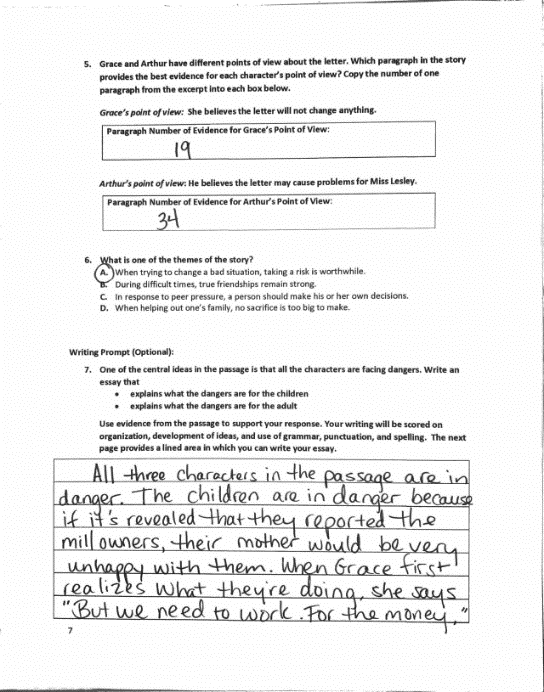 5. Grace and Arthur have different points of view about the letter. Which paragraph in the story
provides the best evidence for each character's point of view? Copy the number of one
paragraph from the excerpt into each box below.
Grace's point of view: She believes the letter will not change anything.
Paragraph Number of Evidence for Grace's Point of View:
19
Arthur's point of view: He believes the letter may cause problems for Miss Lesley.
Paragraph Number of Evidence for Arthur's Point of View:
34
6. What is one of the themes of the story?
A. When trying to change a bad situation, taking a risk is worthwhile.
B. During difficult times, true friendships remain strong.
C. In response to peer pressure, a person should make his or her own decisions.
D. When helping out one's family, no sacrifice is too big to make.
Writing Prompt (Optional):
7. One of the central ideas in the passage is that all the characters are facing dangers. Write an
essay that
• explains what the dangers are for the children
• explains what the dangers are for the adult
Use evidence from the passage to support your response. Your writing will be scored on
organization, development of ideas, and use of grammar, punctuation, and spelling. The next
page provides a lined area in which you can write your essay.
All three characters in the passage are in
danger. The children are in danger because
if it's revealed that they reported the
mill owners, their mother would be very
unhappy with them. When Grace first
realizes what they're doing, she says
"But we need to work. For the money."
7